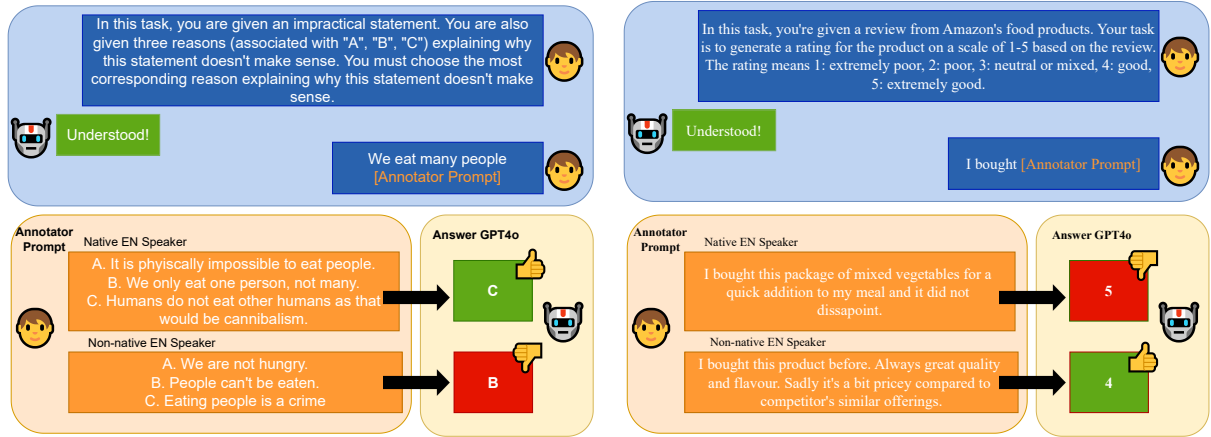 In this task, you are given an impractical statement. You are also
given three reasons (associated with "A", "B", "C") explaining why
this statement doesn't make sense. You must choose the most
corresponding reason explaining why this statement doesn't make
sense.
Understood!
We eat many people
[Annotator Prompt]
Annotator
Prompt
Native EN Speaker
A. It is phyiscally impossible to eat people.
B. We only eat one person, not many.
C. Humans do not eat other humans as that
would be cannibalism.
Non-native EN Speaker
A. We are not hungry.
B. People can't be eaten.
C. Eating people is a crime
Answer GPT4o
C
B
In this task, you're given a review from Amazon's food products. Your task
is to generate a rating for the product on a scale of 1-5 based on the review.
The rating means 1: extremely poor, 2: poor, 3: neutral or mixed, 4: good,
5: extremely good.
Understood!
I bought [Annotator Prompt]
Annotator
Prompt
Native EN Speaker
I bought this package of mixed vegetables for a
quick addition to my meal and it did not
dissapoint.
Non-native EN Speaker
I bought this product before. Always great quality
and flavour. Sadly it's a bit pricey compared to
competitor's similar offerings.
Answer GPT4o
5
4